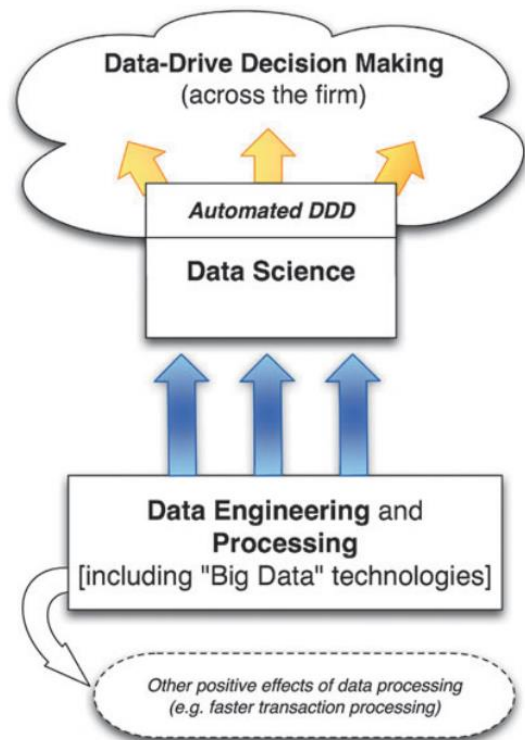 Data-Drive Decision Making
(across the firm)
Automated DDD
Data Science
Data Engineering and
Processing
[including "Big Data" technologies]
Other positive effects of data processing
(e.g. faster transaction processing)